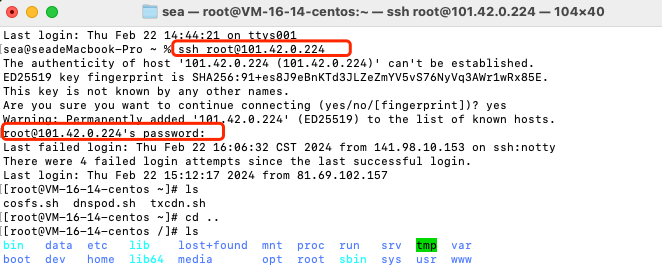 sea — root@VM-16-14-centos:~ — ssh root@101.42.0.224 — 104×40
Last login: Thu Feb 22 14:44:21 on ttys001
sea@seadeMacbook-Pro ~ % ssh root@101.42.0.224
The authenticity of host '101.42.0.224 (101.42.0.224)' can't be established.
ED25519 key fingerprint is SHA256:91+es8J9eBnKTd3JLZeZmYV5vS76NyVq3AWr1wRx85E.
This key is not known by any other names.
Are you sure you want to continue connecting (yes/no/[fingerprint])? yes
Warning: Permanently added '101.42.0.224' (ED25519) to the list of known hosts.
root@101.42.0.224's password:
Last failed login: Thu Feb 22 16:06:32 CST 2024 from 141.98.10.153 on ssh:notty
There were 4 failed login attempts since the last successful login.
Last login: Thu Feb 22 15:12:17 2024 from 81.69.102.157
[[root@VM-16-14-centos ~]# ls
cosfs.sh dnspod.sh txcdn.sh
[[root@VM-16-14-centos ~]# cd ..
[[root@VM-16-14-centos /]# ls
bin data etc lib lost+found mnt proc run srv tmp var
boot dev home lib64 media opt root sbin sys usr www